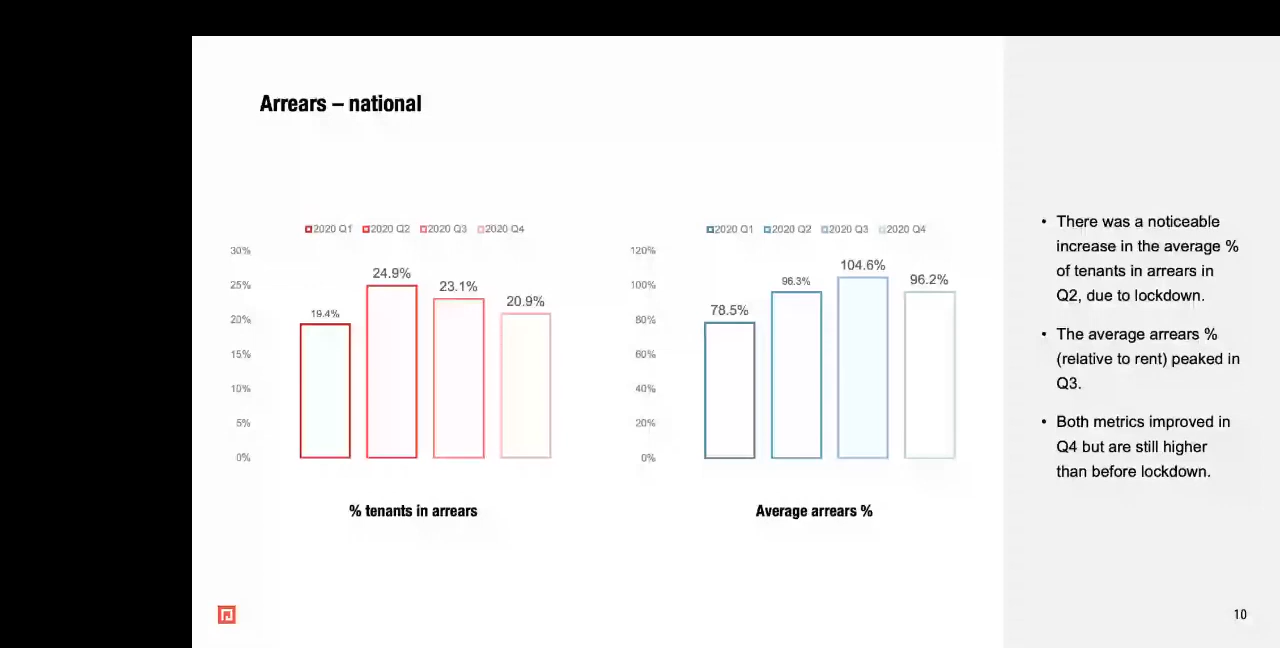 Arrears – national
2020 Q1 2020 Q2 2020 Q3 2020 Q4
30%
25%
20%
15%
10%
5%
0%
19.4%
24.9%
23.1%
20.9%
% tenants in arrears
2020 Q1 2020 Q2 2020 Q3 2020 Q4
120%
100%
80%
60%
40%
20%
0%
78.5%
96.3%
104.6%
96.2%
Average arrears %
• There was a noticeable
increase in the average %
of tenants in arrears in
Q2, due to lockdown.
• The average arrears %
(relative to rent) peaked in
Q3.
• Both metrics improved in
Q4 but are still higher
than before lockdown.
10